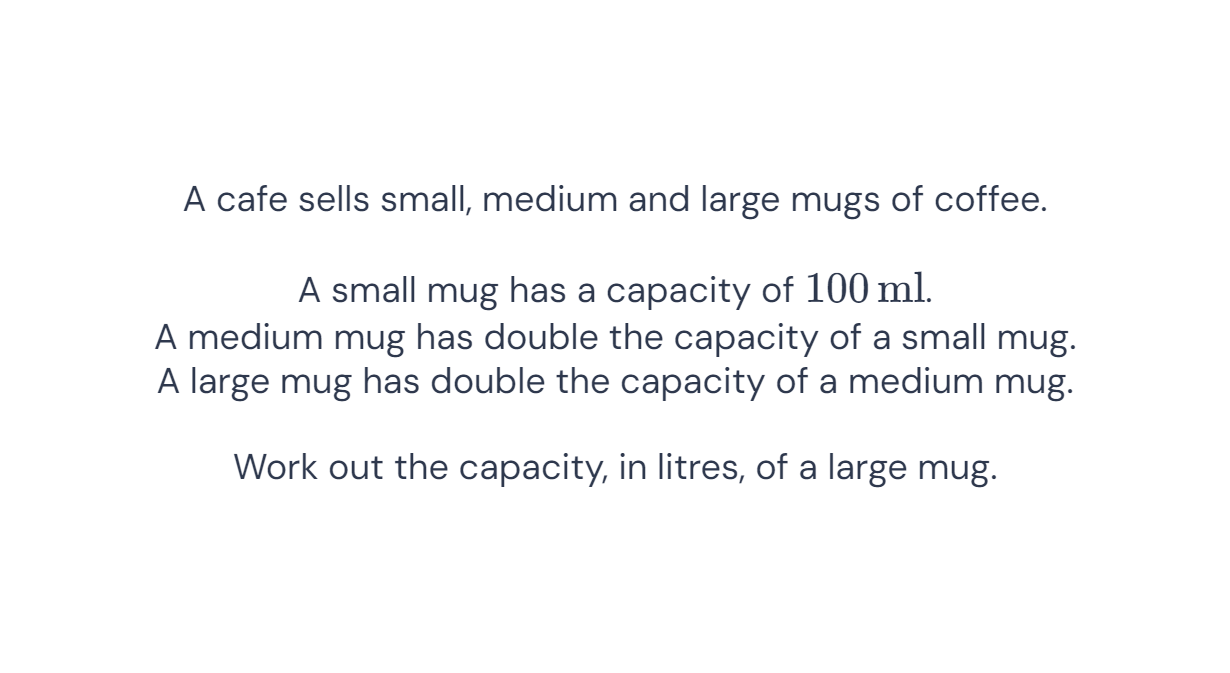 A cafe sells small, medium and large mugs of coffee.
A small mug has a capacity of 100 ml.
A medium mug has double the capacity of a small mug.
A large mug has double the capacity of a medium mug.
Work out the capacity, in litres, of a large mug.